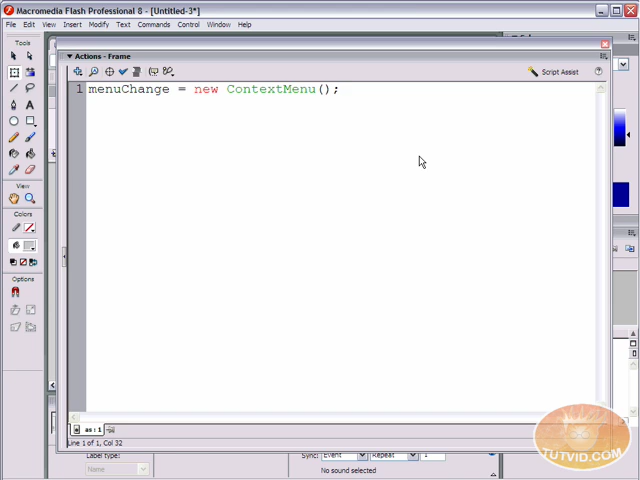 Macromedia Flash Professional 8 - [Untitled-3*]
File Edit View Insert Modify Text Commands Control Window Help
Tools
Actions - Frame
Script Assist
1 menuChange = new ContextMenu();
View
Colors
Options
as : 1
Line 1 of 1, Col 32
Label type:
Name
Sync: Event Repeat 1
No sound selected
TUTVID.COM